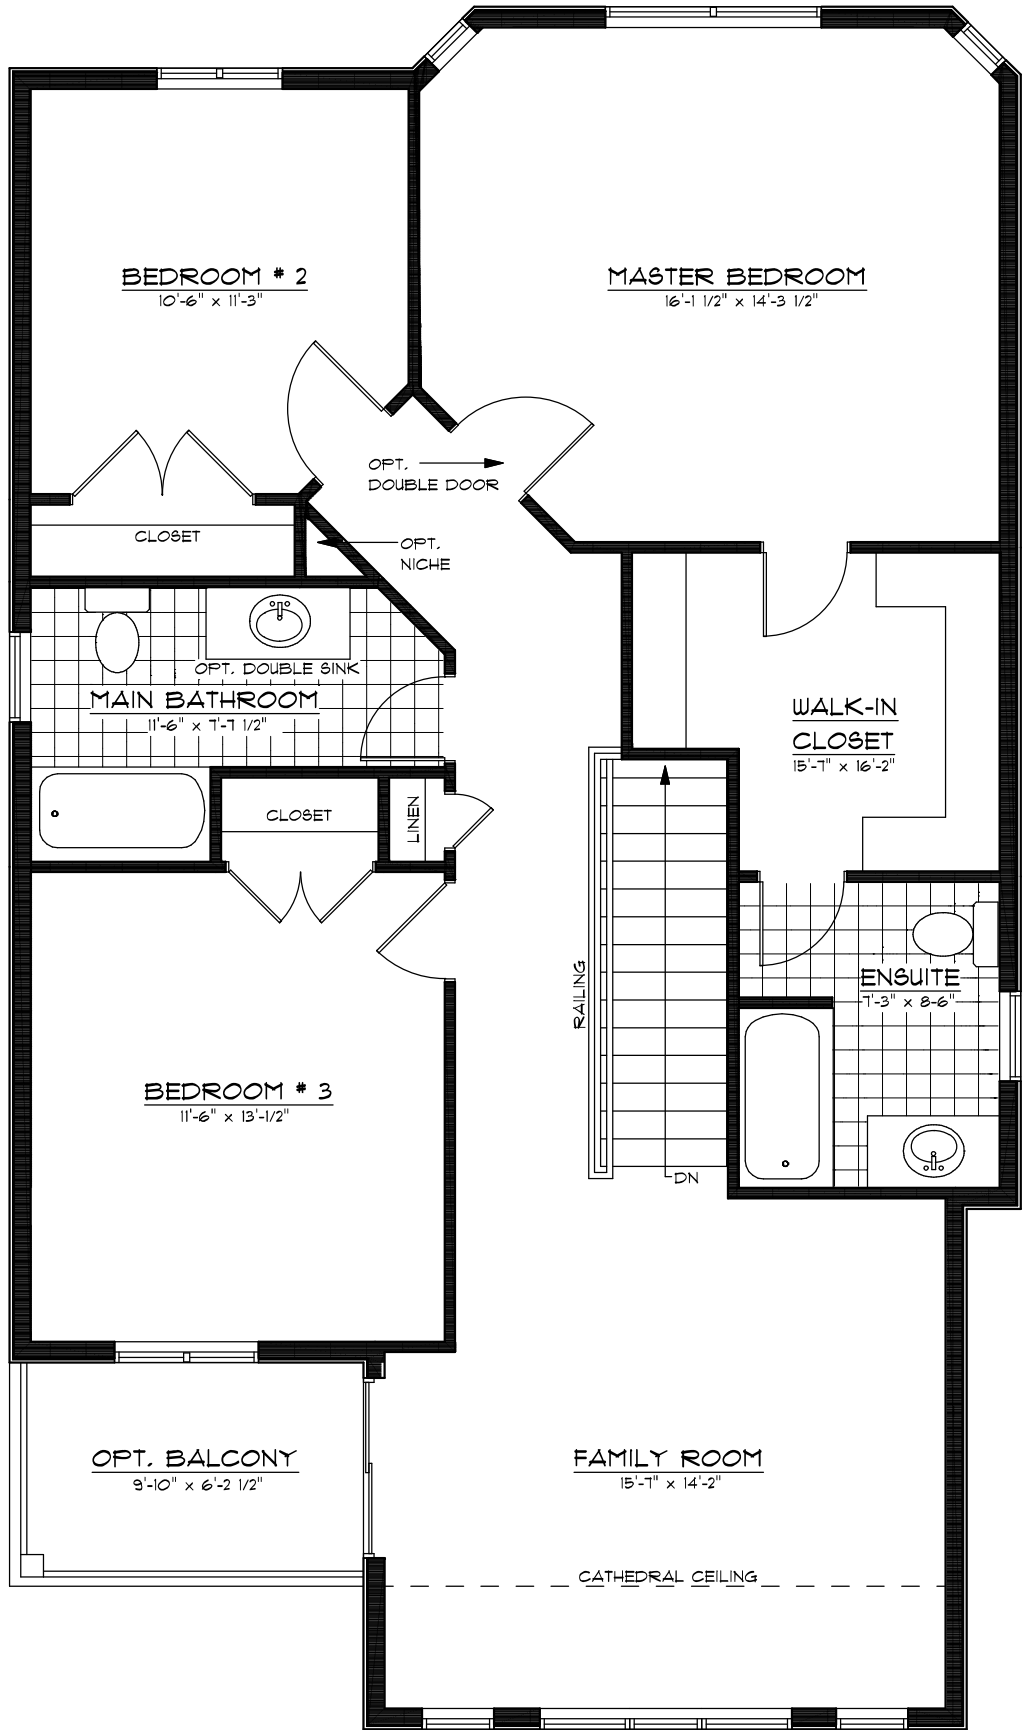 BEDROOM # 2
10'-6" x 11'-3"
MASTER BEDROOM
16'-1 1/2" x 14'-3 1/2"
OPT.
DOUBLE DOOR
CLOSET
OPT.
NICHE
OPT. DOUBLE SINK
MAIN BATHROOM
11'-6" x 7'-7 1/2"
WALK-IN
CLOSET
15'-7" x 16'-2"
CLOSET
LINEN
ENSUITE
7'-3" x 8'-6"
RAILING
BEDROOM # 3
11'-6" x 13'-1/2"
DN
OPT. BALCONY
9'-10" x 6'-2 1/2"
FAMILY ROOM
15'-7" x 14'-2"
CATHEDRAL CEILING